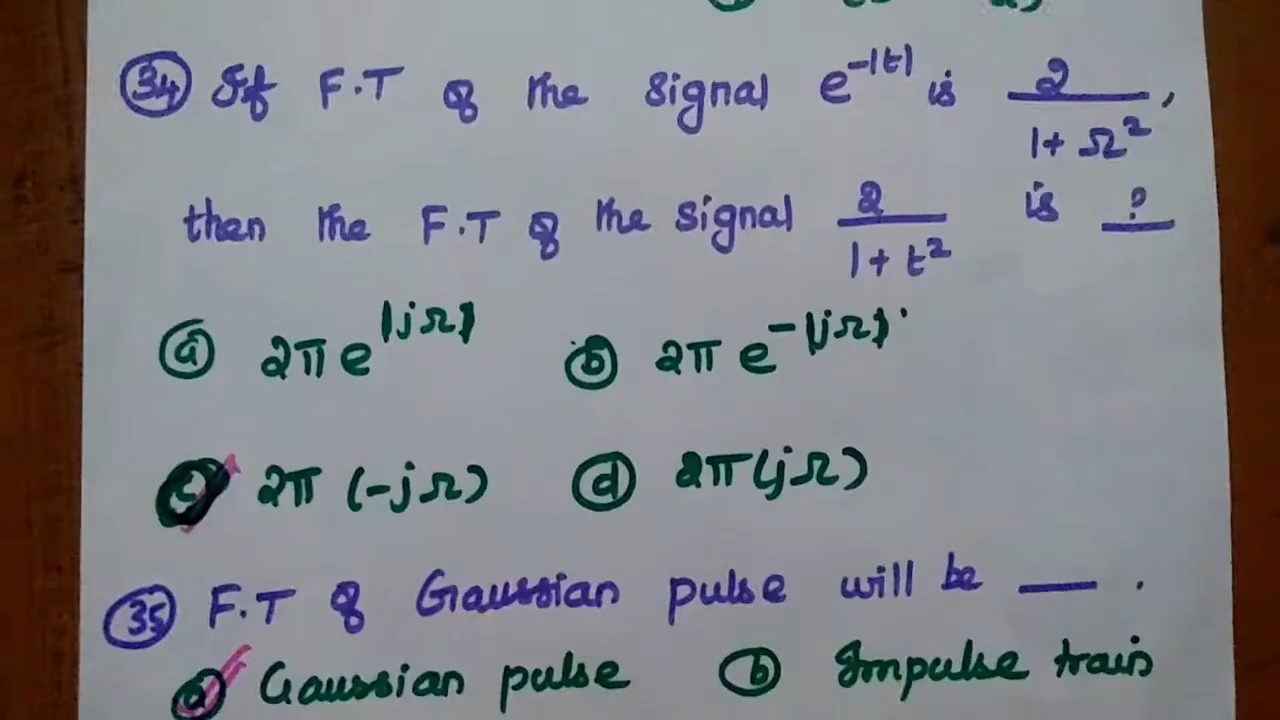 34 If F.T of the signal e^-|t| is 2/(1+Ω²),
then the F.T of the signal 2/(1+t²) is ?
a 2π e^|jΩ| b 2π e^-|jΩ|
c 2π (-jΩ) d 2π(jΩ)
35 F.T of Gaussian pulse will be __ .
a Gaussian pulse b Impulse train